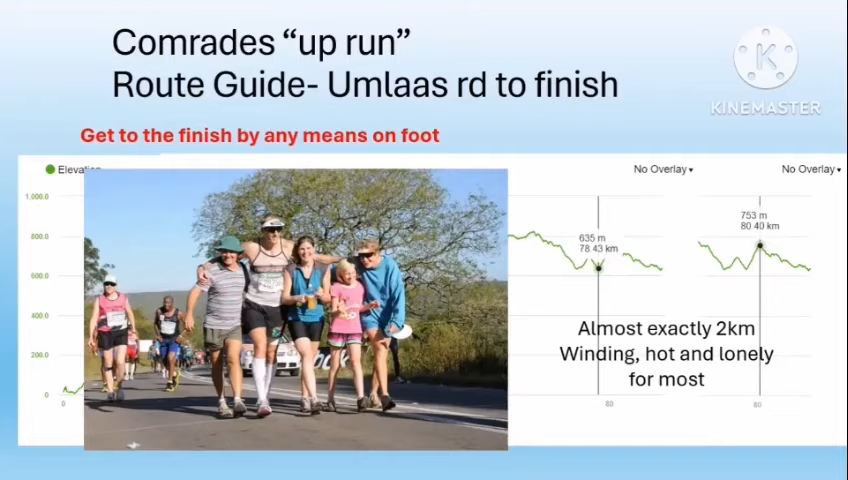 Comrades “up run”
Route Guide- Umlaas rd to finish
KINEMASTER
Get to the finish by any means on foot
No Overlay
No Overlay
1,000.0
800.0
600.0
400.0
200.0
0
0
635 m
78.43 km
753 m
80.40 km
Almost exactly 2km
Winding, hot and lonely
for most
80
80